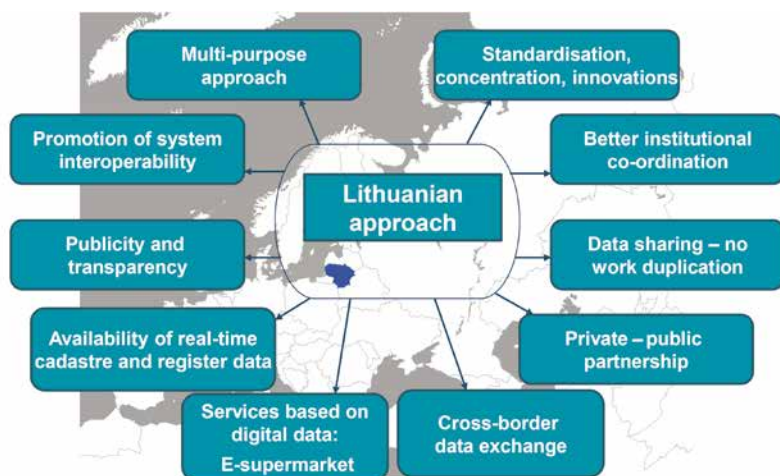 Multi-purpose
approach
Standardisation,
concentration, innovations
Promotion of system
interoperability
Better institutional
co-ordination
Lithuanian
approach
Publicity and
transparency
Data sharing – no
work duplication
Availability of real-time
cadastre and register data
Private – public
partnership
Services based on
digital data:
E-supermarket
Cross-border
data exchange